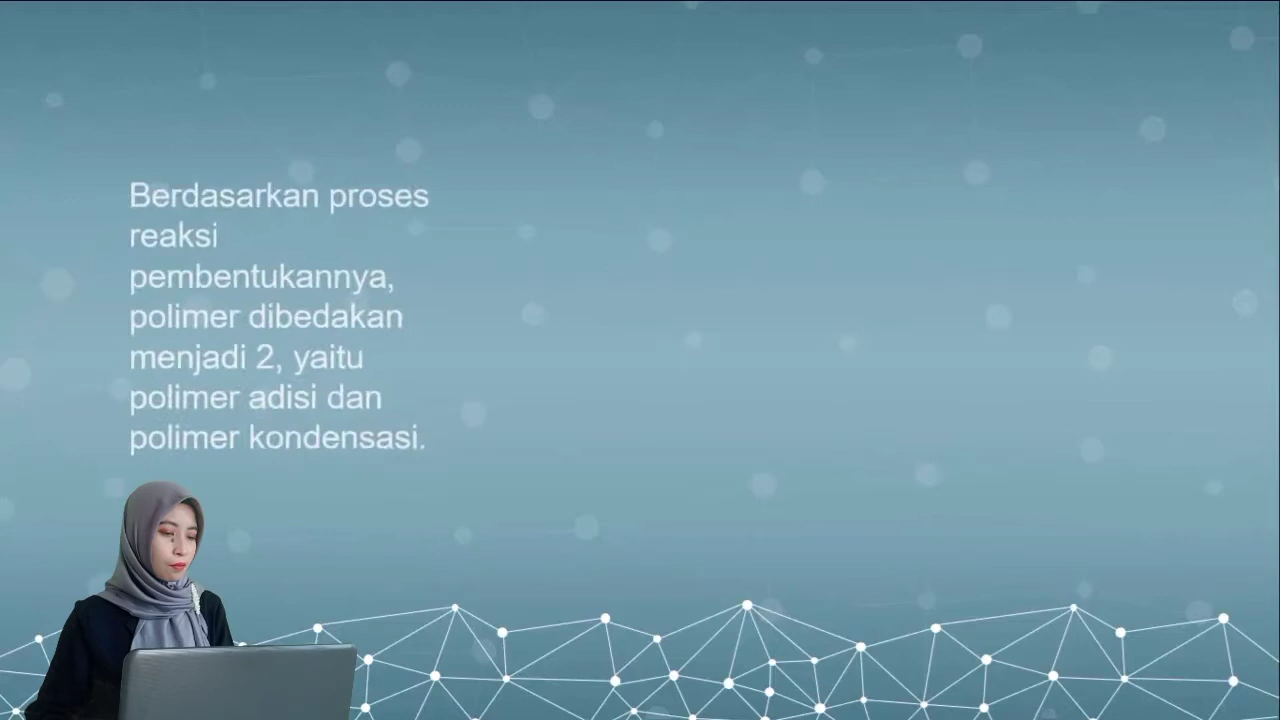 Berdasarkan proses
reaksi
pembentukannya,
polimer dibedakan
menjadi 2, yaitu
polimer adisi dan
polimer kondensasi.